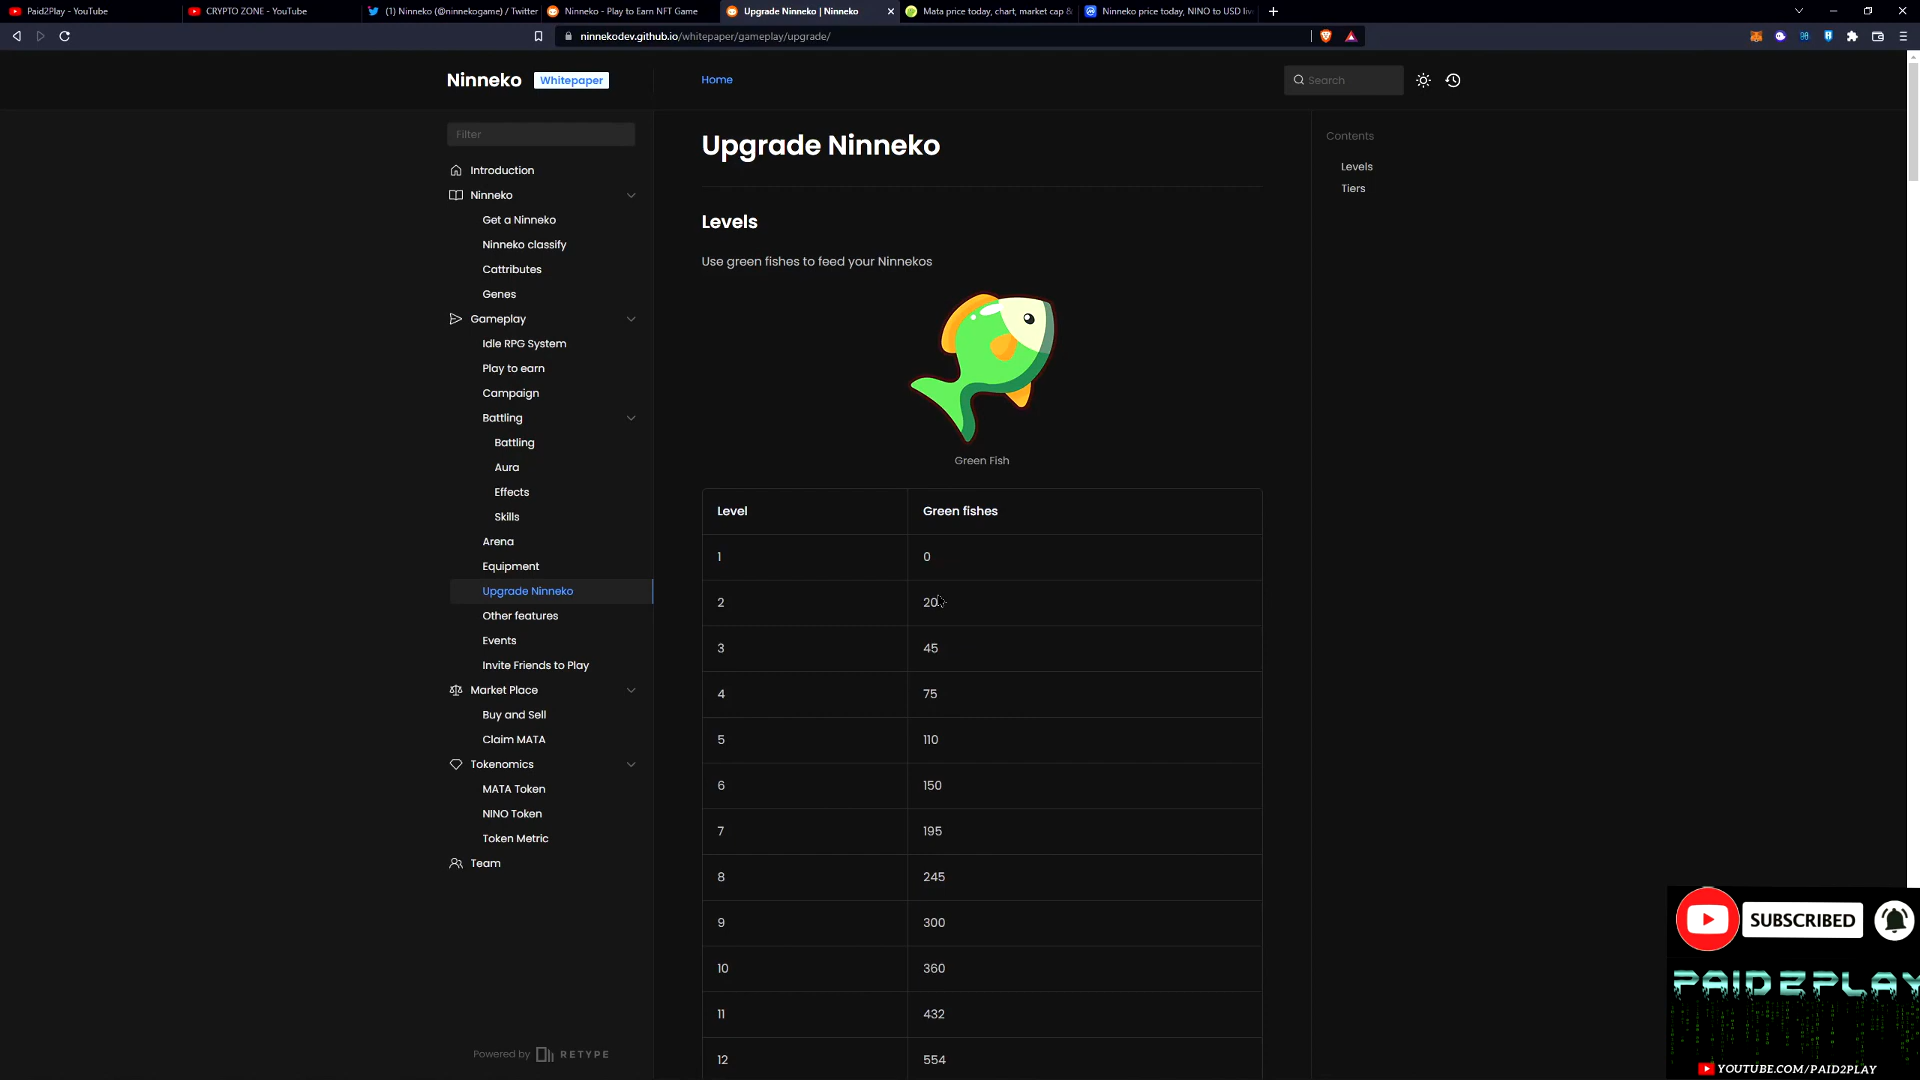 Paid2Play - YouTube
CRYPTO ZONE - YouTube
(1) Ninneko (@ninnekogame) / Twitter
Ninneko - Play to Earn NFT Game
Upgrade Ninneko | Ninneko
Mata price today, chart, market cap &
Ninneko price today, NINO to USD liv
ninnekodev.github.io/whitepaper/gameplay/upgrade/
Ninneko Whitepaper
Home
Search
Filter
Introduction
Ninneko
Get a Ninneko
Ninneko classify
Cattributes
Genes
Gameplay
Idle RPG System
Play to earn
Campaign
Battling
Battling
Aura
Effects
Skills
Arena
Equipment
Upgrade Ninneko
Other features
Events
Invite Friends to Play
Market Place
Buy and Sell
Claim MATA
Tokenomics
MATA Token
NINO Token
Token Metric
Team
Powered by RETYPE
Upgrade Ninneko
Levels
Use green fishes to feed your Ninnekos
Green Fish
Level Green fishes
1 0
2 20
3 45
4 75
5 110
6 150
7 195
8 245
9 300
10 360
11 432
12 554
Contents
Levels
Tiers
SUBSCRIBED
PAID2PLAY
YOUTUBE.COM/PAID2PLAY